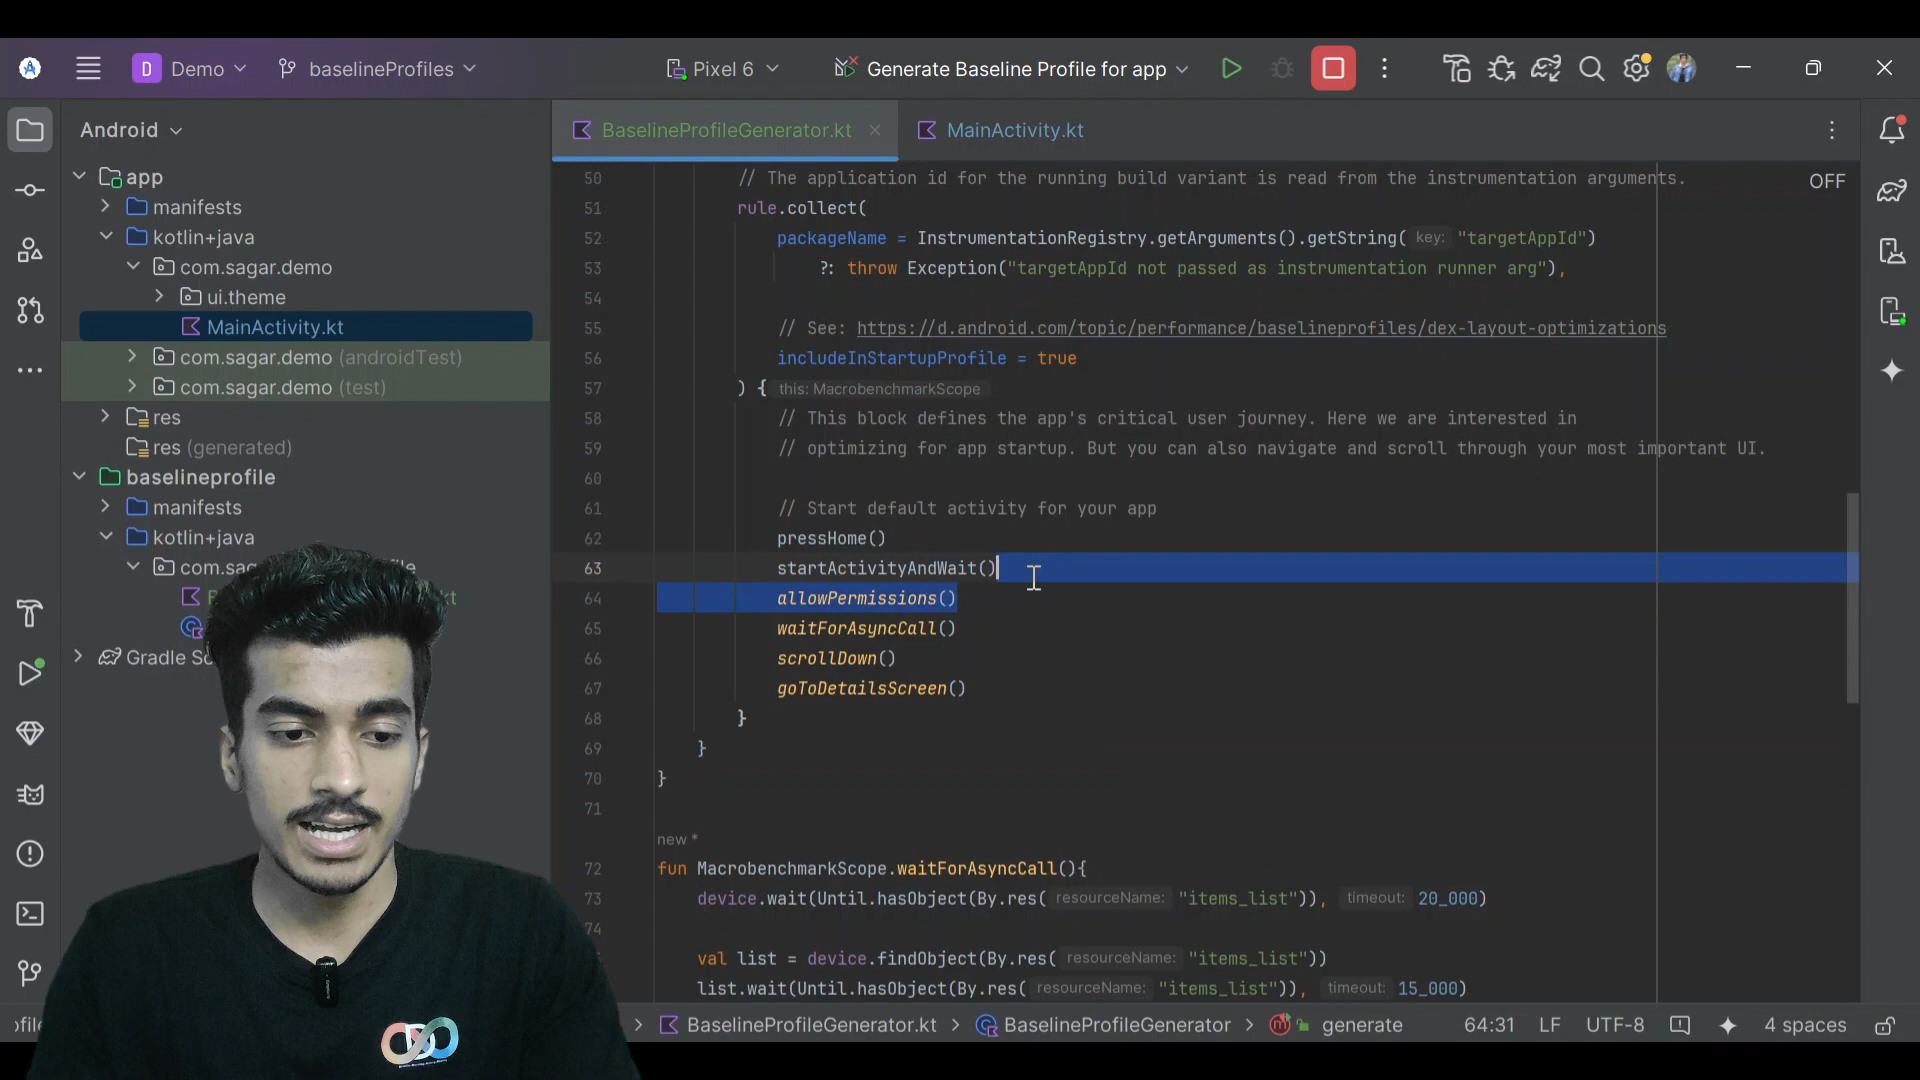 D Demo baselineProfiles Pixel 6 Generate Baseline Profile for app
Android
BaselineProfileGenerator.kt MainActivity.kt
app
manifests
kotlin+java
com.sagar.demo
ui.theme
MainActivity.kt
com.sagar.demo (androidTest)
com.sagar.demo (test)
res
res (generated)
baselineprofile
manifests
kotlin+java
Gradle
OFF
50 // The application id for the running build variant is read from the instrumentation arguments.
51 rule.collect(
52 packageName = InstrumentationRegistry.getArguments().getString( key: "targetAppId")
53 ?: throw Exception("targetAppId not passed as instrumentation runner arg"),
54
55 // See: https://d.android.com/topic/performance/baselineprofiles/dex-layout-optimizations
56 includeInStartupProfile = true
57 ) { this: MacrobenchmarkScope
58 // This block defines the app's critical user journey. Here we are interested in
59 // optimizing for app startup. But you can also navigate and scroll through your most important UI.
60
61 // Start default activity for your app
62 pressHome()
63 startActivityAndWait()
64 allowPermissions()
65 waitForAsyncCall()
66 scrollDown()
67 goToDetailsScreen()
68 }
69 }
70 }
71
new *
72 fun MacrobenchmarkScope.waitForAsyncCall(){
73 device.wait(Until.hasObject(By.res( resourceName: "items_list")), timeout: 20_000)
74
val list = device.findObject(By.res( resourceName: "items_list"))
list.wait(Until.hasObject(By.res( resourceName: "items_list")), timeout: 15_000)
BaselineProfileGenerator.kt > BaselineProfileGenerator > generate 64:31 LF UTF-8 4 spaces